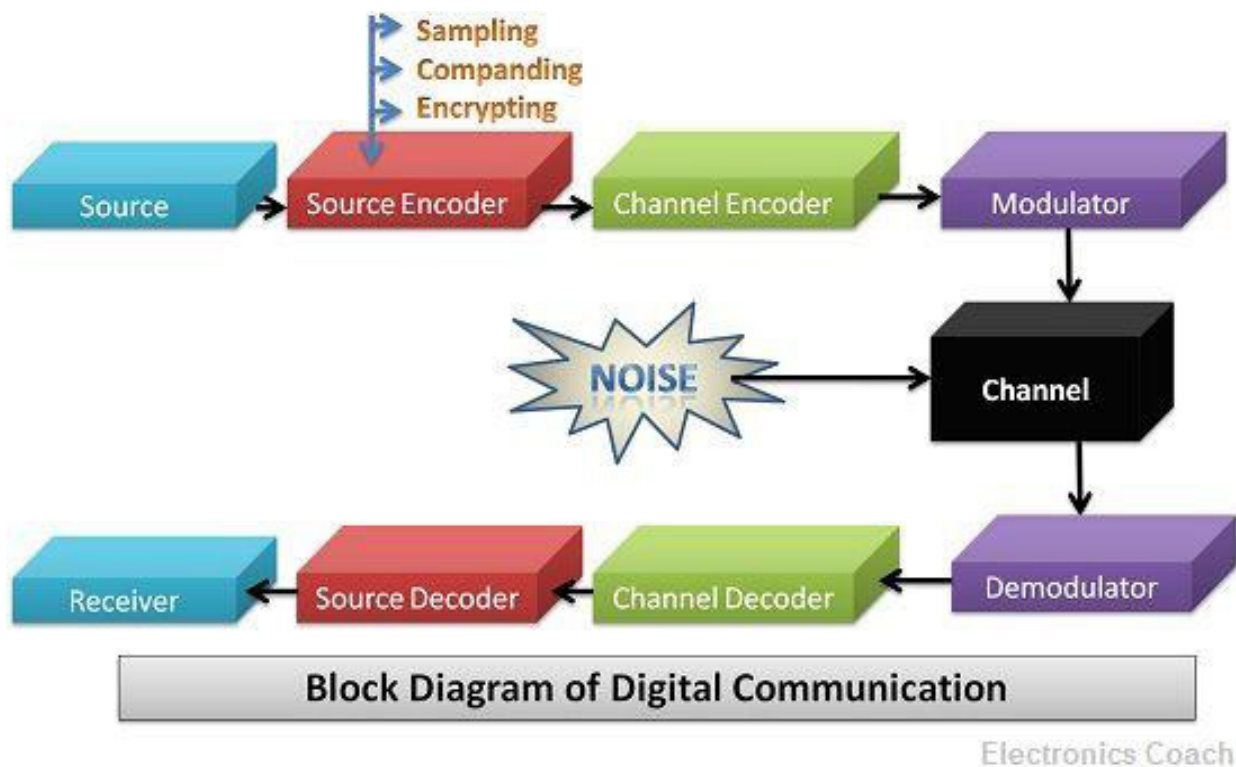 Sampling
Companding
Encrypting
Source
Source Encoder
Channel Encoder
Modulator
NOISE
Channel
Receiver
Source Decoder
Channel Decoder
Demodulator
Block Diagram of Digital Communication
Electronics Coach